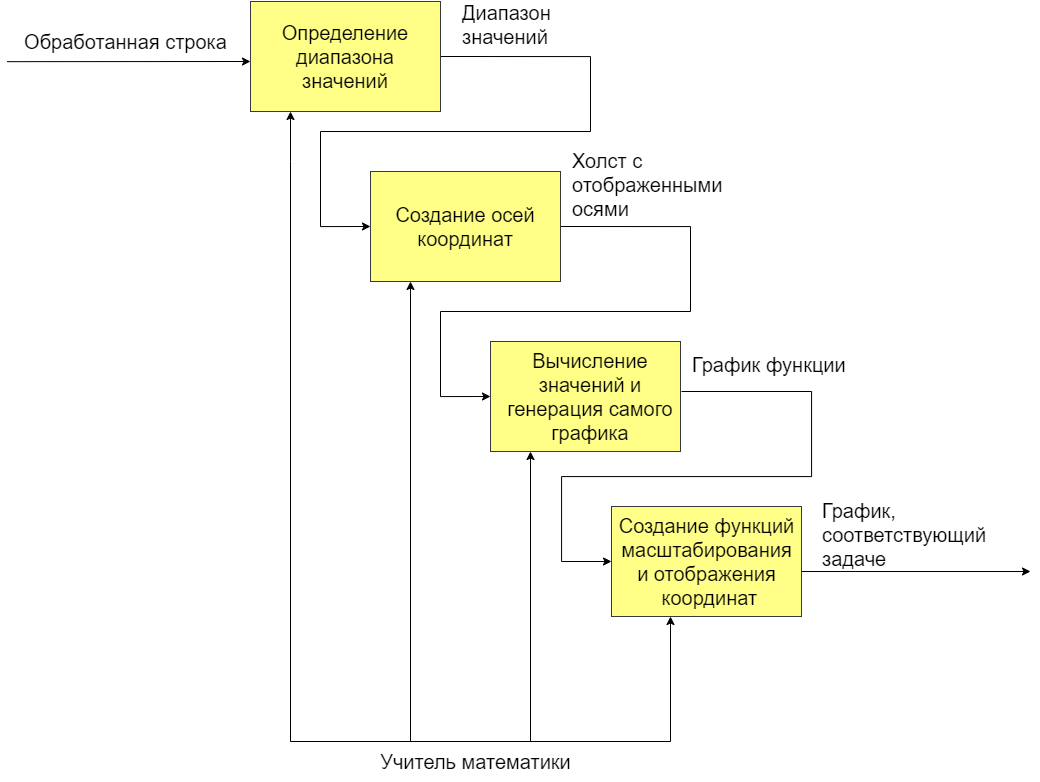 Обработанная строка
Определение
диапазона
значений
Диапазон
значений
Создание осей
координат
Холст с
отображенными
осями
Вычисление
значений и
генерация самого
графика
График функции
Создание функций
масштабирования
и отображения
координат
График,
соответствующий
задаче
Учитель математики